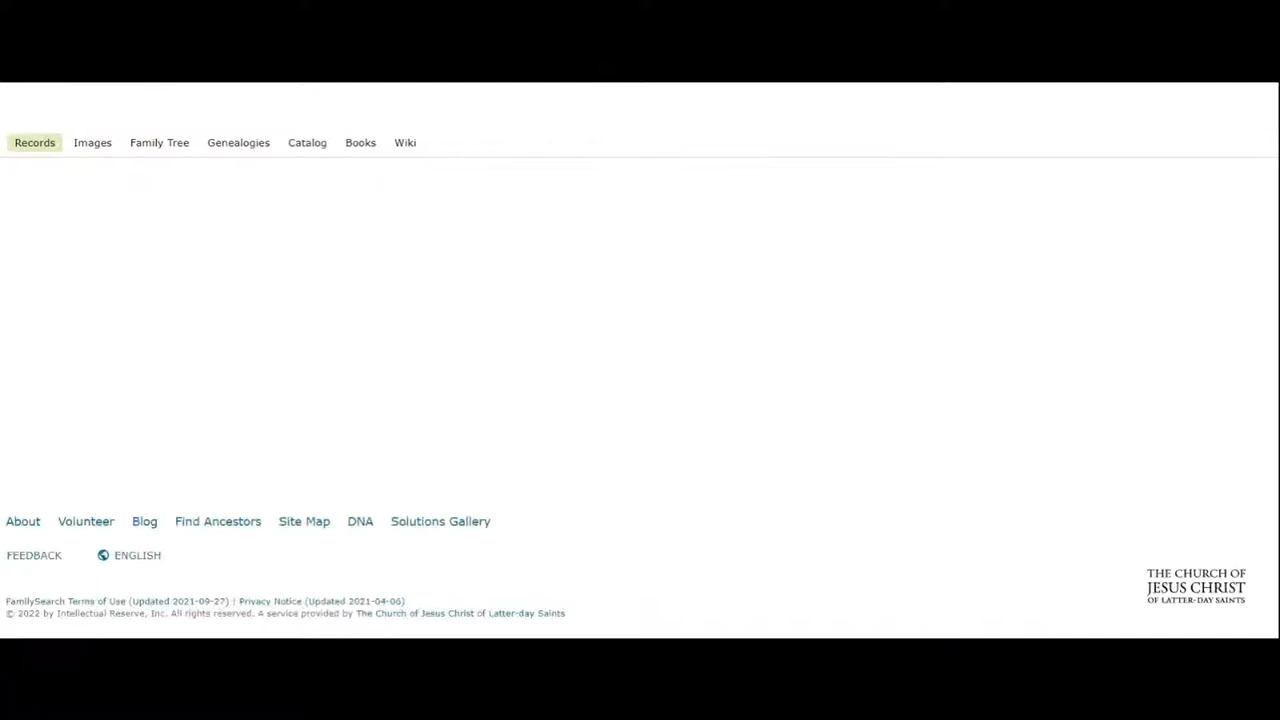 Records Images Family Tree Genealogies Catalog Books Wiki
About Volunteer Blog Find Ancestors Site Map DNA Solutions Gallery
FEEDBACK ENGLISH
THE CHURCH OF
JESUS CHRIST
OF LATTER-DAY SAINTS
FamilySearch Terms of Use (Updated 2021-09-27) | Privacy Notice (Updated 2021-04-06)
© 2022 by Intellectual Reserve, Inc. All rights reserved. A service provided by The Church of Jesus Christ of Latter-day Saints